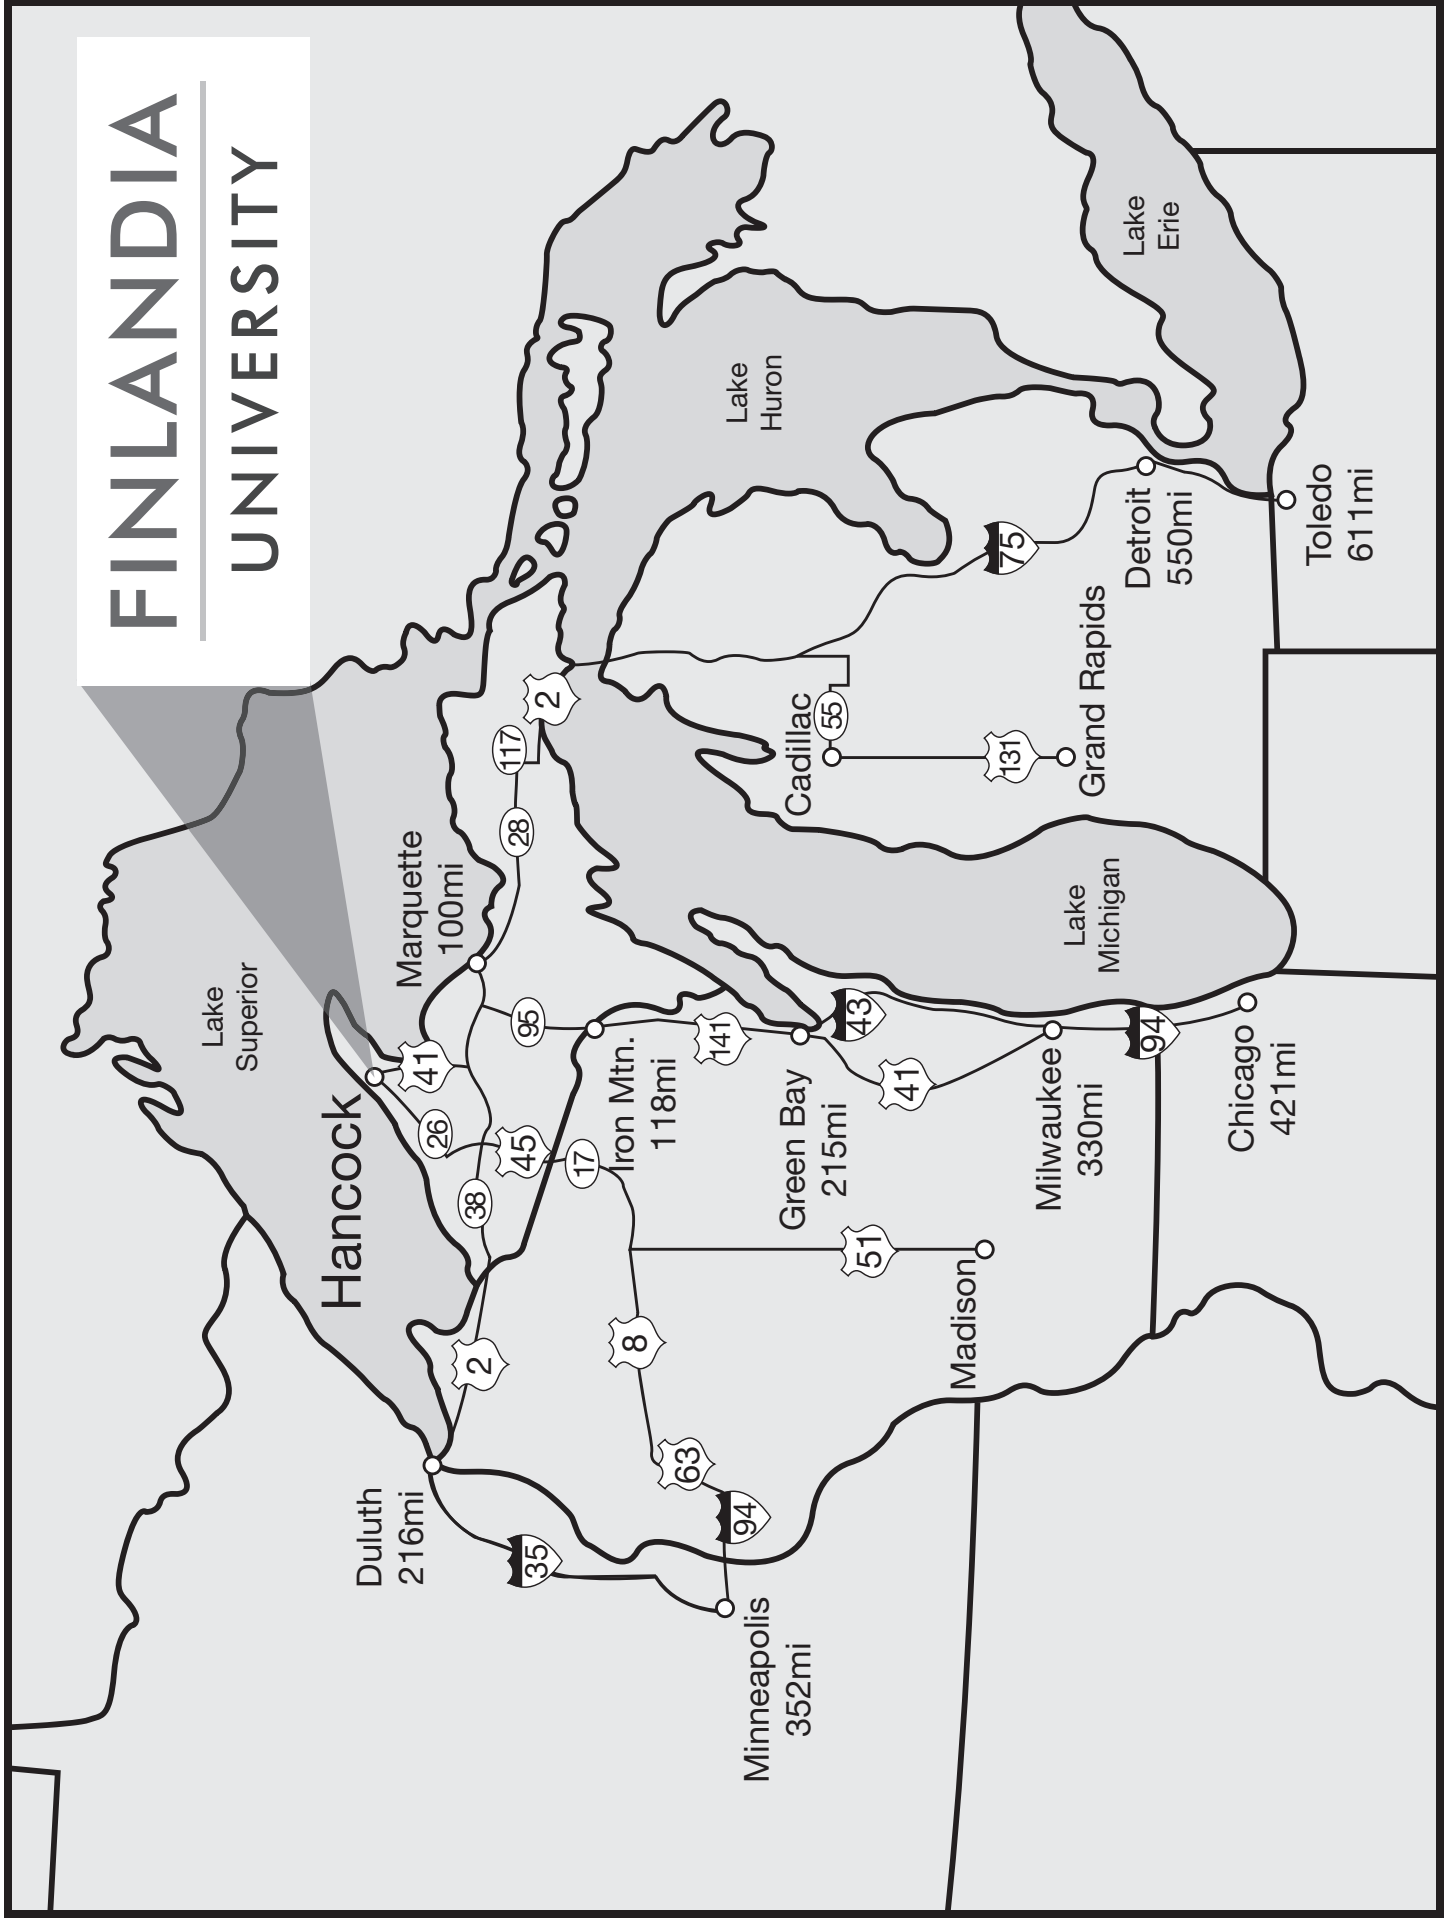 FINLANDIA
UNIVERSITY
Lake
Superior
Hancock
Marquette
100mi
Duluth
216mi
Lake
Huron
41
26
45
38
2
95
28
117
2
17
Iron Mtn.
118mi
141
8
63
94
35
Minneapolis
352mi
Green Bay
215mi
43
41
51
Madison
Milwaukee
330mi
94
Chicago
421mi
Lake
Michigan
Cadillac
55
131
Grand Rapids
75
Detroit
550mi
Toledo
611mi
Lake
Erie